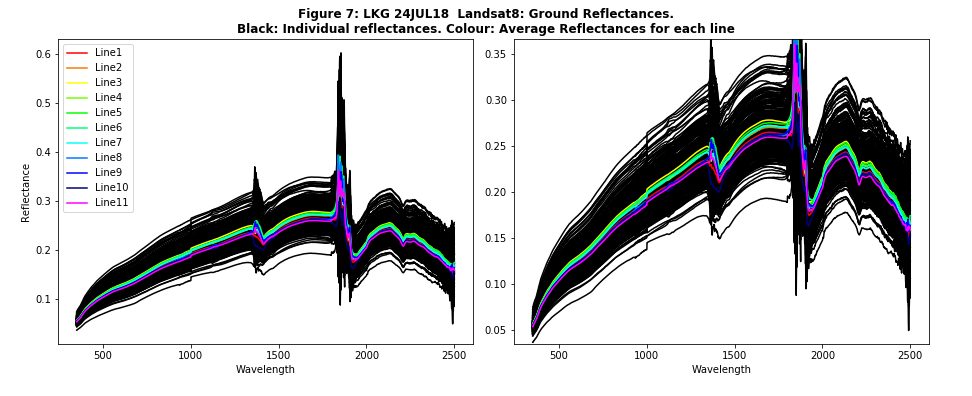 Figure 7: LKG 24JUL18  Landsat8: Ground Reflectances.
Black: Individual reflectances. Colour: Average Reflectances for each line
Reflectance
0.6
0.5
0.4
0.3
0.2
0.1
Line1
Line2
Line3
Line4
Line5
Line6
Line7
Line8
Line9
Line10
Line11
500 1000 1500 2000 2500
Wavelength
0.35
0.30
0.25
0.20
0.15
0.10
0.05
500 1000 1500 2000 2500
Wavelength